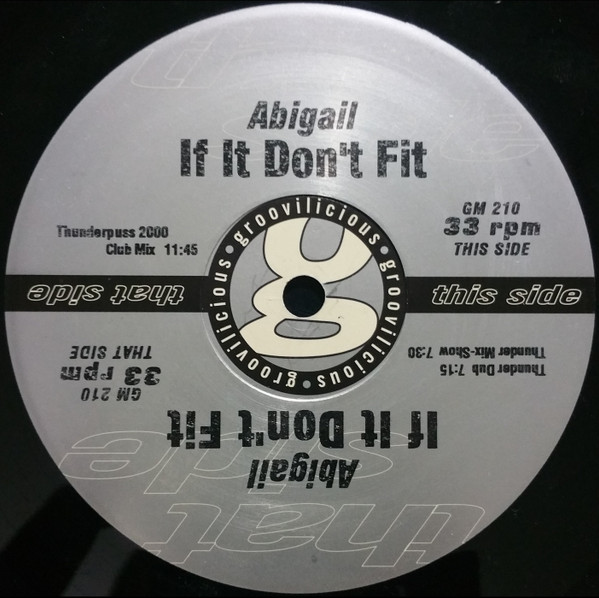 Abigail
If It Don't Fit
Thunderpuss 2000
Club Mix 11:45
GM 210
33 rpm
THIS SIDE
groovilicious • groovilicious • groovilicious •
g
this side
that side
Abigail
If It Don't Fit
GM 210
33 rpm
THAT SIDE
Thunder Dub 7:15
Thunder Mix-Show 7:30
that
side